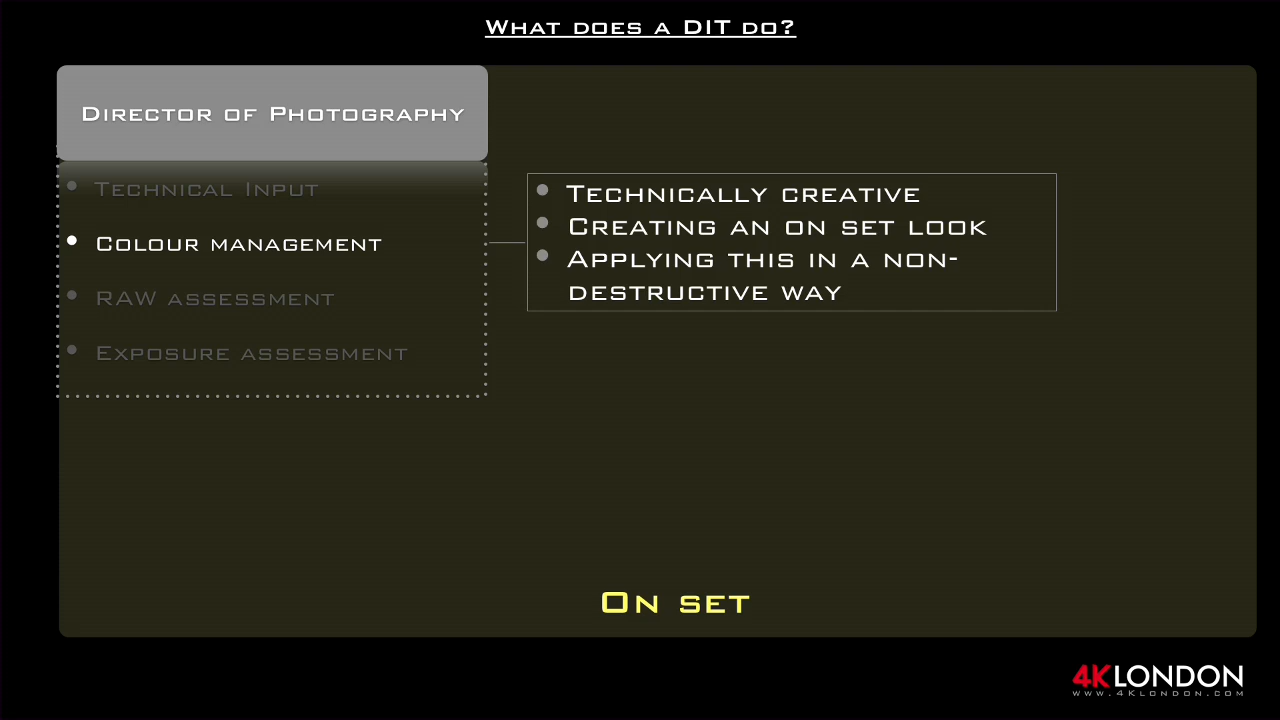 What does a DIT do?
Director of Photography
• Technical Input
• Colour management
• RAW assessment
• Exposure assessment
• Technically creative
• Creating an on set look
• Applying this in a non-
destructive way
On set
4KLONDON
www.4Klondon.com